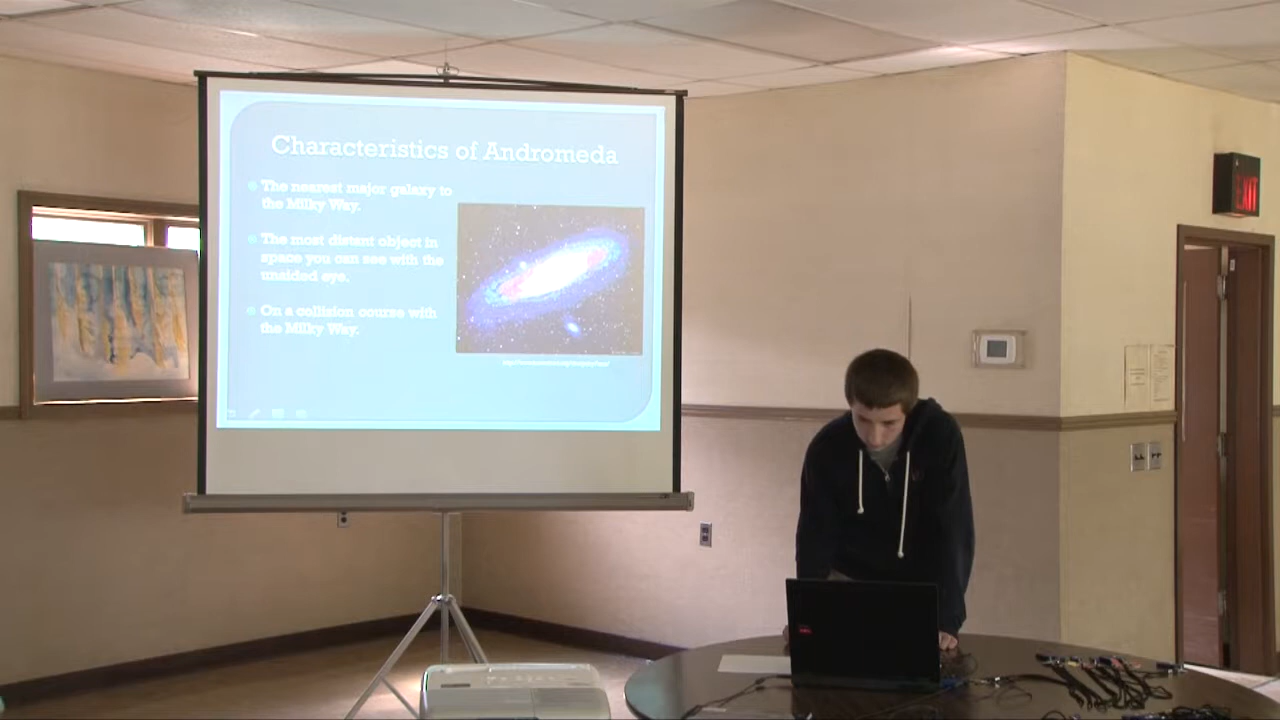 Characteristics of Andromeda
The nearest major galaxy to
the Milky Way.
The most distant object in
space you can see with the
unaided eye.
On a collision course with
the Milky Way.